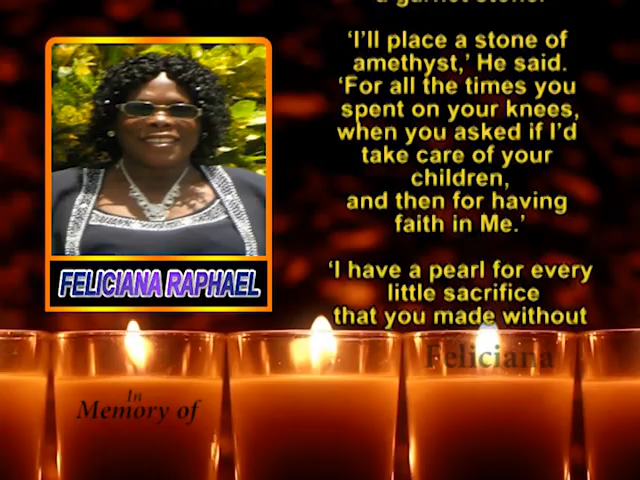 a garnet stone.
‘I’ll place a stone of
amethyst,’ He said.
‘For all the times you
spent on your knees,
when you asked if I’d
take care of your
children,
and then for having
faith in Me.’
‘I have a pearl for every
little sacrifice
that you made without
FELICIANA RAPHAEL
Feliciana
In
Memory of